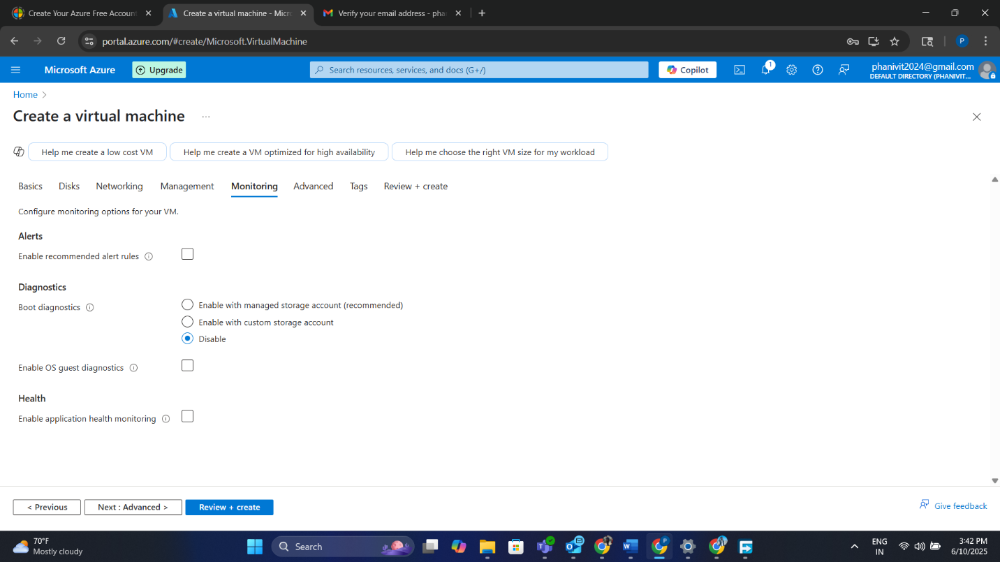 Create Your Azure Free Account
Create a virtual machine - Micro
Verify your email address - pha
portal.azure.com/#create/Microsoft.VirtualMachine
P
Microsoft Azure
Upgrade
Search resources, services, and docs (G+/)
Copilot
1
phanivit2024@gmail.com
DEFAULT DIRECTORY (PHANIVIT...
Home >
Create a virtual machine
...
Help me create a low cost VM
Help me create a VM optimized for high availability
Help me choose the right VM size for my workload
Basics Disks Networking Management Monitoring Advanced Tags Review + create
Configure monitoring options for your VM.
Alerts
Enable recommended alert rules
Diagnostics
Boot diagnostics
Enable with managed storage account (recommended)
Enable with custom storage account
Disable
Enable OS guest diagnostics
Health
Enable application health monitoring
< Previous
Next : Advanced >
Review + create
Give feedback
70°F
Mostly cloudy
Search
ENG
IN
3:42 PM
6/10/2025